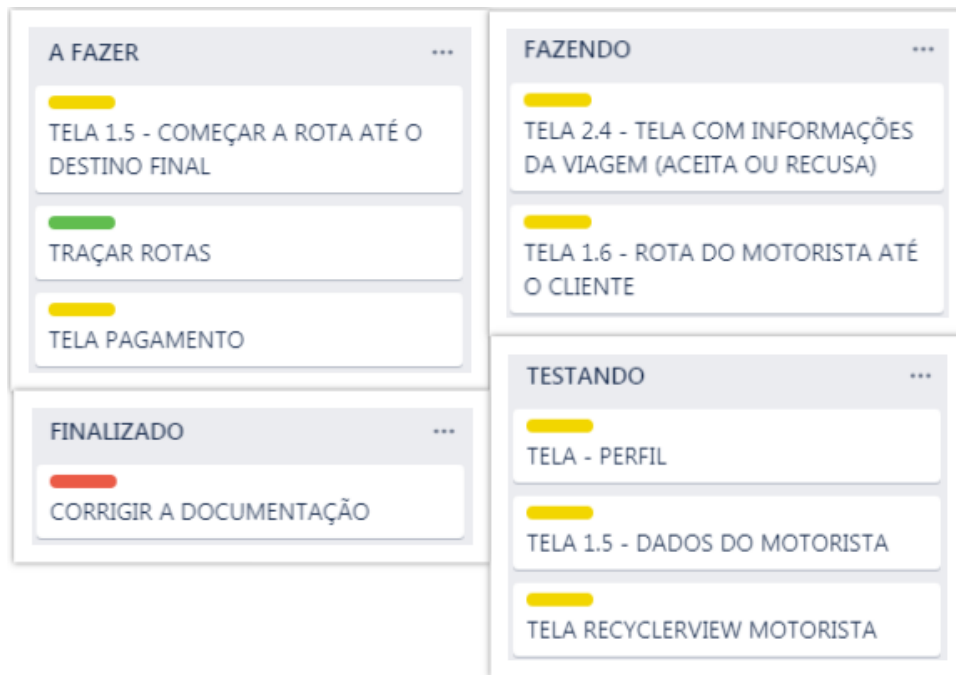 A FAZER
TELA 1.5 - COMEÇAR A ROTA ATÉ O
DESTINO FINAL
TRAÇAR ROTAS
TELA PAGAMENTO
FAZENDO
TELA 2.4 - TELA COM INFORMAÇÕES
DA VIAGEM (ACEITA OU RECUSA)
TELA 1.6 - ROTA DO MOTORISTA ATÉ
O CLIENTE
FINALIZADO
CORRIGIR A DOCUMENTAÇÃO
TESTANDO
TELA - PERFIL
TELA 1.5 - DADOS DO MOTORISTA
TELA RECYCLERVIEW MOTORISTA